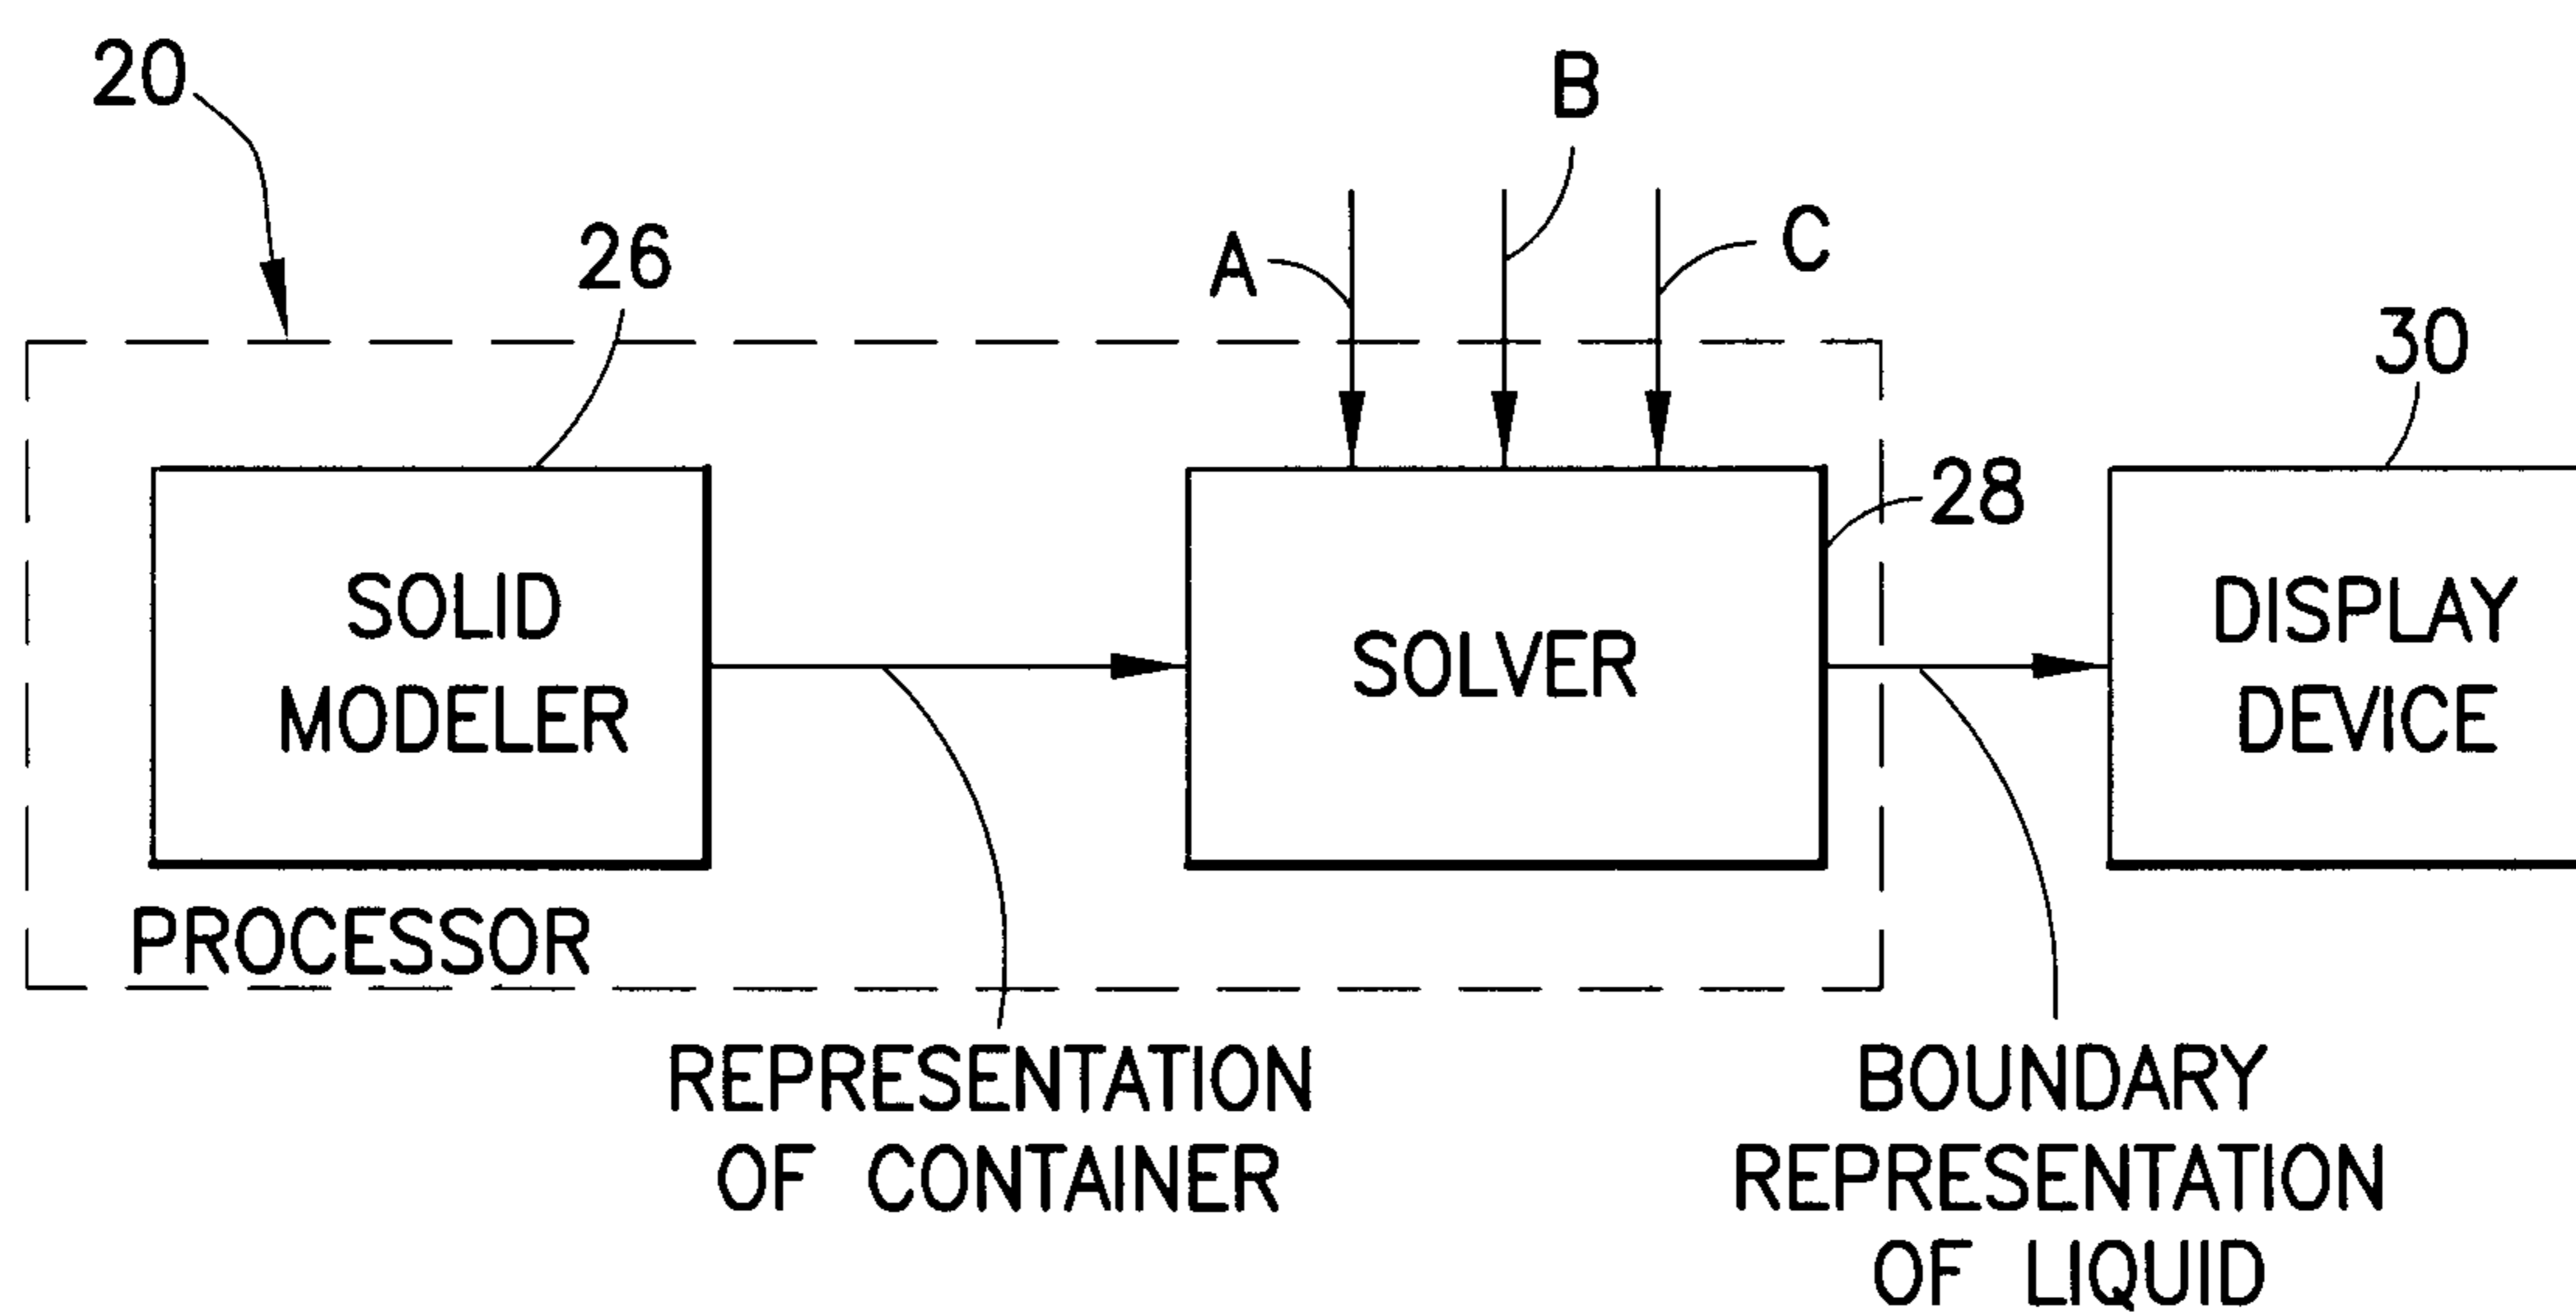 20
26
A
B
C
30
28
SOLID
MODELER
SOLVER
DISPLAY
DEVICE
PROCESSOR
REPRESENTATION
OF CONTAINER
BOUNDARY
REPRESENTATION
OF LIQUID